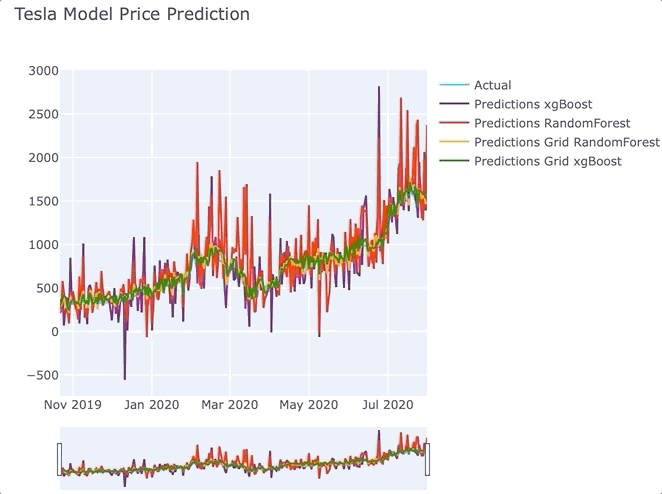 Tesla Model Price Prediction
3000
2500
2000
1500
1000
500
0
−500
Nov 2019 Jan 2020 Mar 2020 May 2020 Jul 2020
Actual
Predictions xgBoost
Predictions RandomForest
Predictions Grid RandomForest
Predictions Grid xgBoost